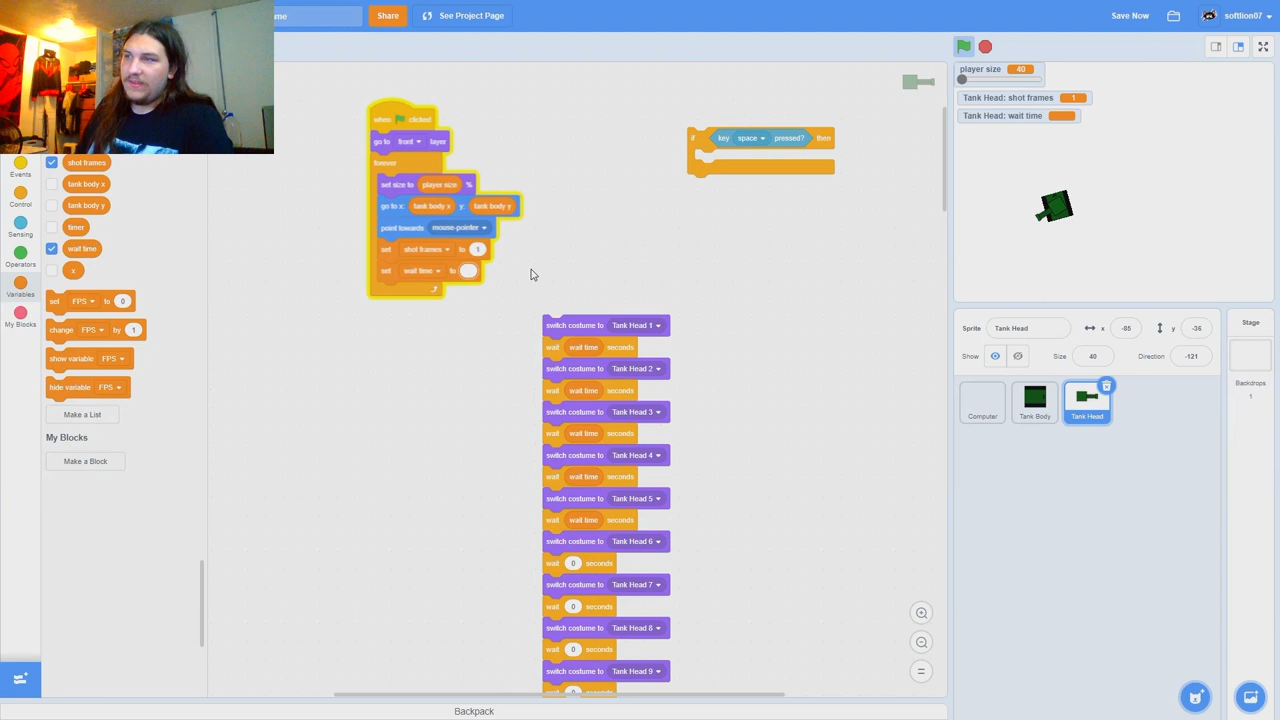 me
Share
See Project Page
Save Now
softlion07
when clicked
go to front layer
forever
set size to player size %
go to x: tank body x y: tank body y
point towards mouse-pointer
set shot frames to 1
set wait time to
if key space pressed? then
switch costume to Tank Head 1
wait wait time seconds
switch costume to Tank Head 2
wait wait time seconds
switch costume to Tank Head 3
wait wait time seconds
switch costume to Tank Head 4
wait wait time seconds
switch costume to Tank Head 5
wait wait time seconds
switch costume to Tank Head 6
wait 0 seconds
switch costume to Tank Head 7
wait 0 seconds
switch costume to Tank Head 8
wait 0 seconds
switch costume to Tank Head 9
Events
Control
Sensing
Operators
Variables
My Blocks
shot frames
tank body x
tank body y
timer
wait time
x
set FPS to 0
change FPS by 1
show variable FPS
hide variable FPS
Make a List
My Blocks
Make a Block
player size 40
Tank Head: shot frames 1
Tank Head: wait time
Sprite Tank Head x -85 y -36
Show Size 40 Direction -121
Computer
Tank Body
Tank Head
Stage
Backdrops
1
Backpack